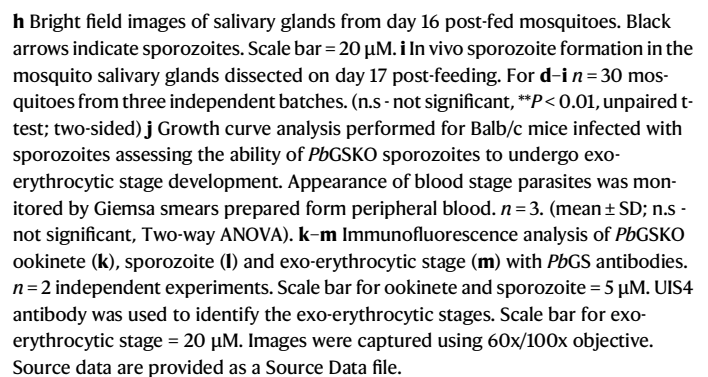 h Bright field images of salivary glands from day 16 post-fed mosquitoes. Black
arrows indicate sporozoites. Scale bar = 20 μM. i In vivo sporozoite formation in the
mosquito salivary glands dissected on day 17 post-feeding. For d–i n = 30 mos-
quitoes from three independent batches. (n.s - not significant, **P < 0.01, unpaired t-
test; two-sided) j Growth curve analysis performed for Balb/c mice infected with
sporozoites assessing the ability of PbGSKO sporozoites to undergo exo-
erythrocytic stage development. Appearance of blood stage parasites was mon-
itored by Giemsa smears prepared form peripheral blood. n = 3. (mean ± SD; n.s -
not significant, Two-way ANOVA). k–m Immunofluorescence analysis of PbGSKO
ookinete (k), sporozoite (l) and exo-erythrocytic stage (m) with PbGS antibodies.
n = 2 independent experiments. Scale bar for ookinete and sporozoite = 5 μM. UIS4
antibody was used to identify the exo-erythrocytic stages. Scale bar for exo-
erythrocytic stage = 20 μM. Images were captured using 60x/100x objective.
Source data are provided as a Source Data file.